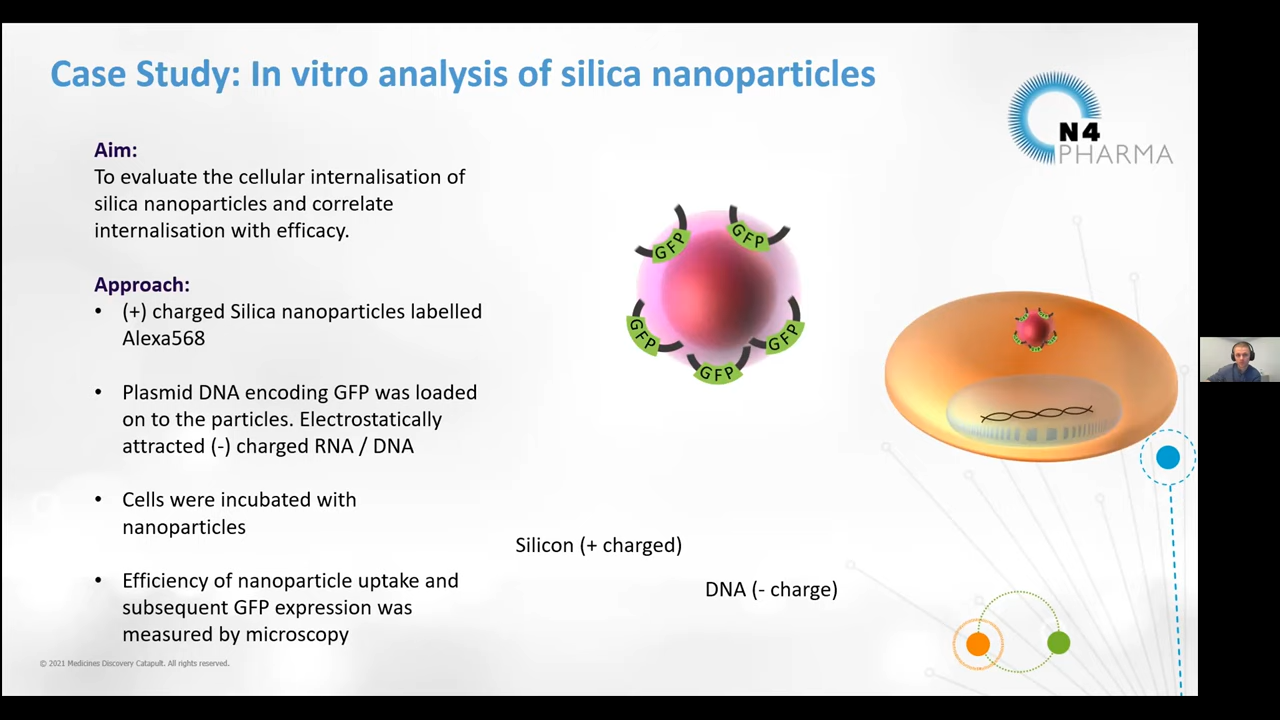 Case Study: In vitro analysis of silica nanoparticles
N4
PHARMA
Aim:
To evaluate the cellular internalisation of
silica nanoparticles and correlate
internalisation with efficacy.
Approach:
• (+) charged Silica nanoparticles labelled
Alexa568
• Plasmid DNA encoding GFP was loaded
on to the particles. Electrostatically
attracted (-) charged RNA / DNA
• Cells were incubated with
nanoparticles
• Efficiency of nanoparticle uptake and
subsequent GFP expression was
measured by microscopy
GFP
GFP
GFP
GFP
GFP
Silicon (+ charged)
DNA (- charge)
© 2021 Medicines Discovery Catapult. All rights reserved.